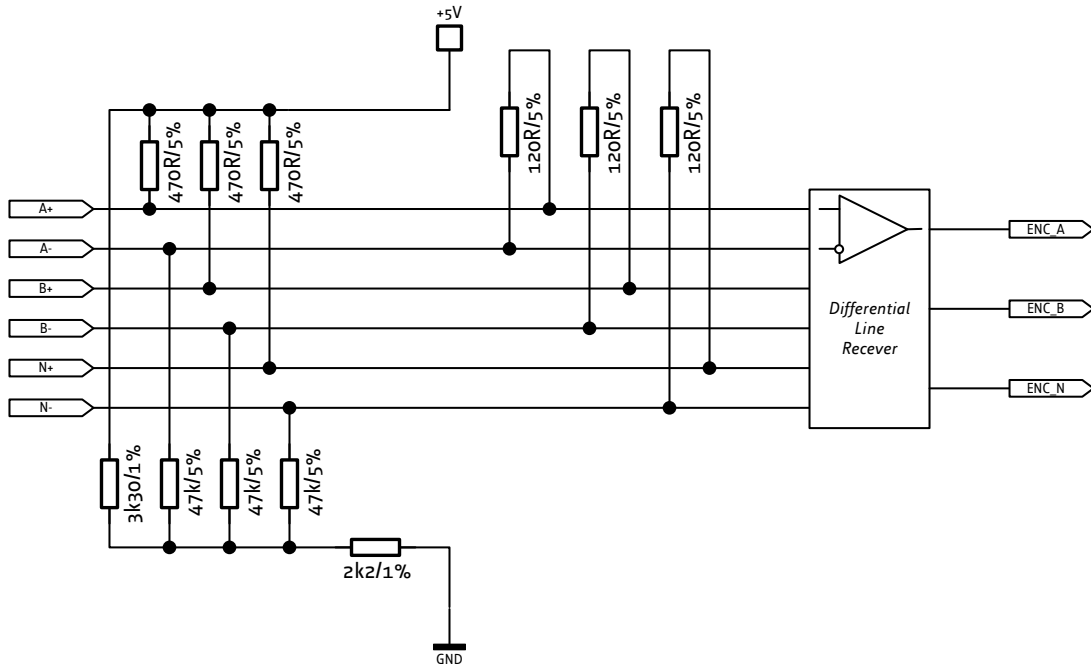 +5V
470R/5%
470R/5%
470R/5%
120R/5%
120R/5%
120R/5%
A+
A-
B+
B-
N+
N-
Differential
Line
Recever
ENC_A
ENC_B
ENC_N
3k30/1%
47k/5%
47k/5%
47k/5%
2k2/1%
GND